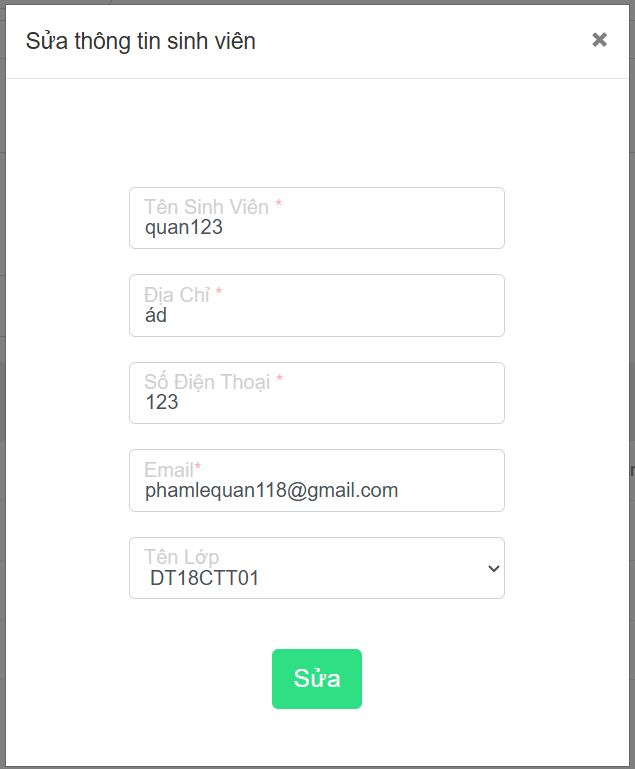 Sửa thông tin sinh viên ×
Tên Sinh Viên *
quan123
Địa Chỉ *
ád
Số Điện Thoại *
123
Email*
phamlequan118@gmail.com
Tên Lớp
DT18CTT01
Sửa